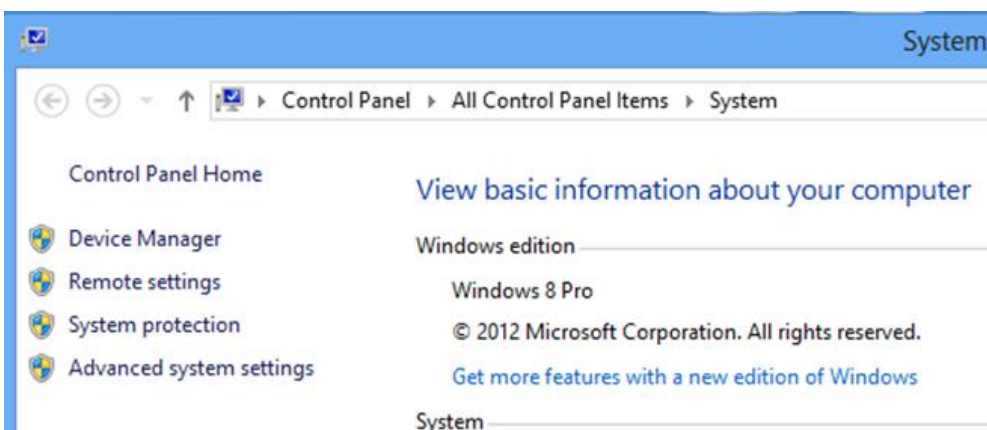 System
Control Panel All Control Panel Items System
Control Panel Home
Device Manager
Remote settings
System protection
Advanced system settings
View basic information about your computer
Windows edition
Windows 8 Pro
© 2012 Microsoft Corporation. All rights reserved.
Get more features with a new edition of Windows
System